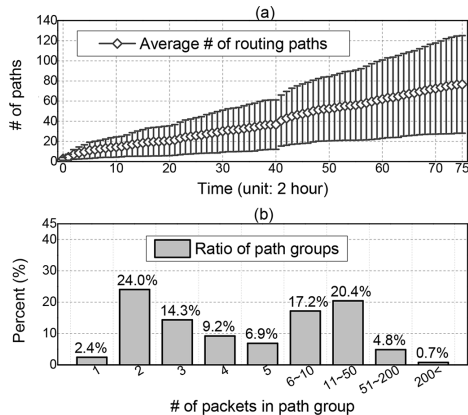 (a)
140
120
100
80
60
40
20
0
# of paths
Average # of routing paths
0 10 20 30 40 50 60 70 75
Time (unit: 2 hour)
(b)
45
40
30
20
10
0
Percent (%)
Ratio of path groups
2.4%
24.0%
14.3%
9.2%
6.9%
17.2%
20.4%
4.8%
0.7%
1 2 3 4 5 6~10 11~50 51~200 200<
# of packets in path group